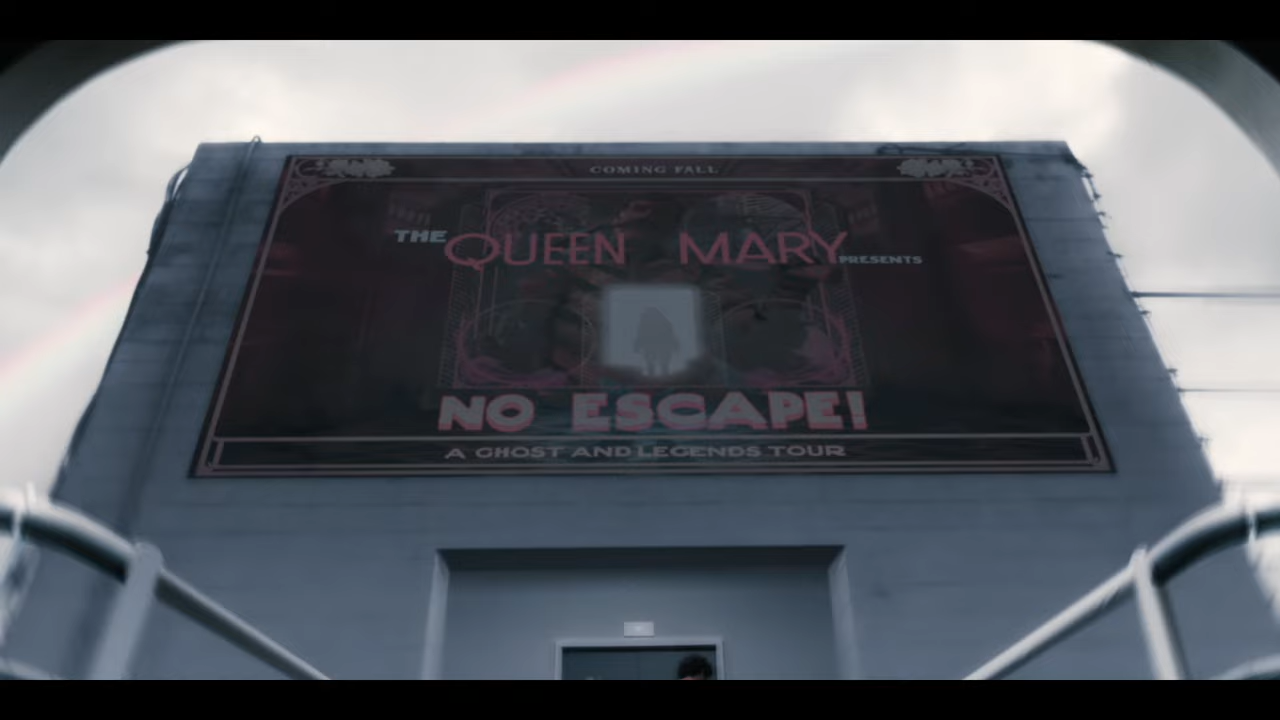 COMING FALL
THE QUEEN MARY PRESENTS
NO ESCAPE!
A GHOST AND LEGENDS TOUR